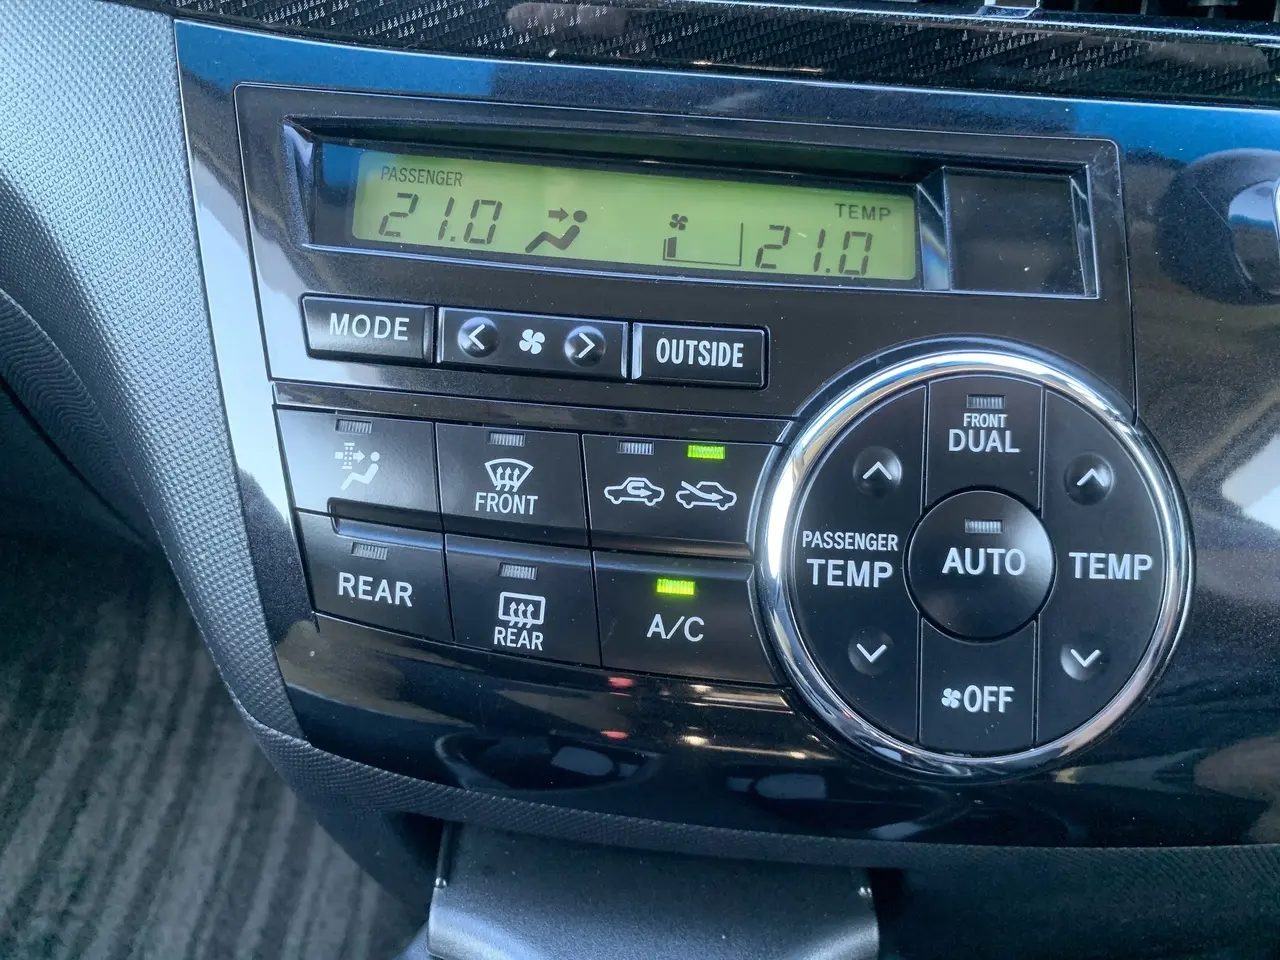 PASSENGER
TEMP
21.0
21.0
MODE
OUTSIDE
FRONT
DUAL
FRONT
PASSENGER
TEMP
AUTO
TEMP
REAR
REAR
A/C
OFF